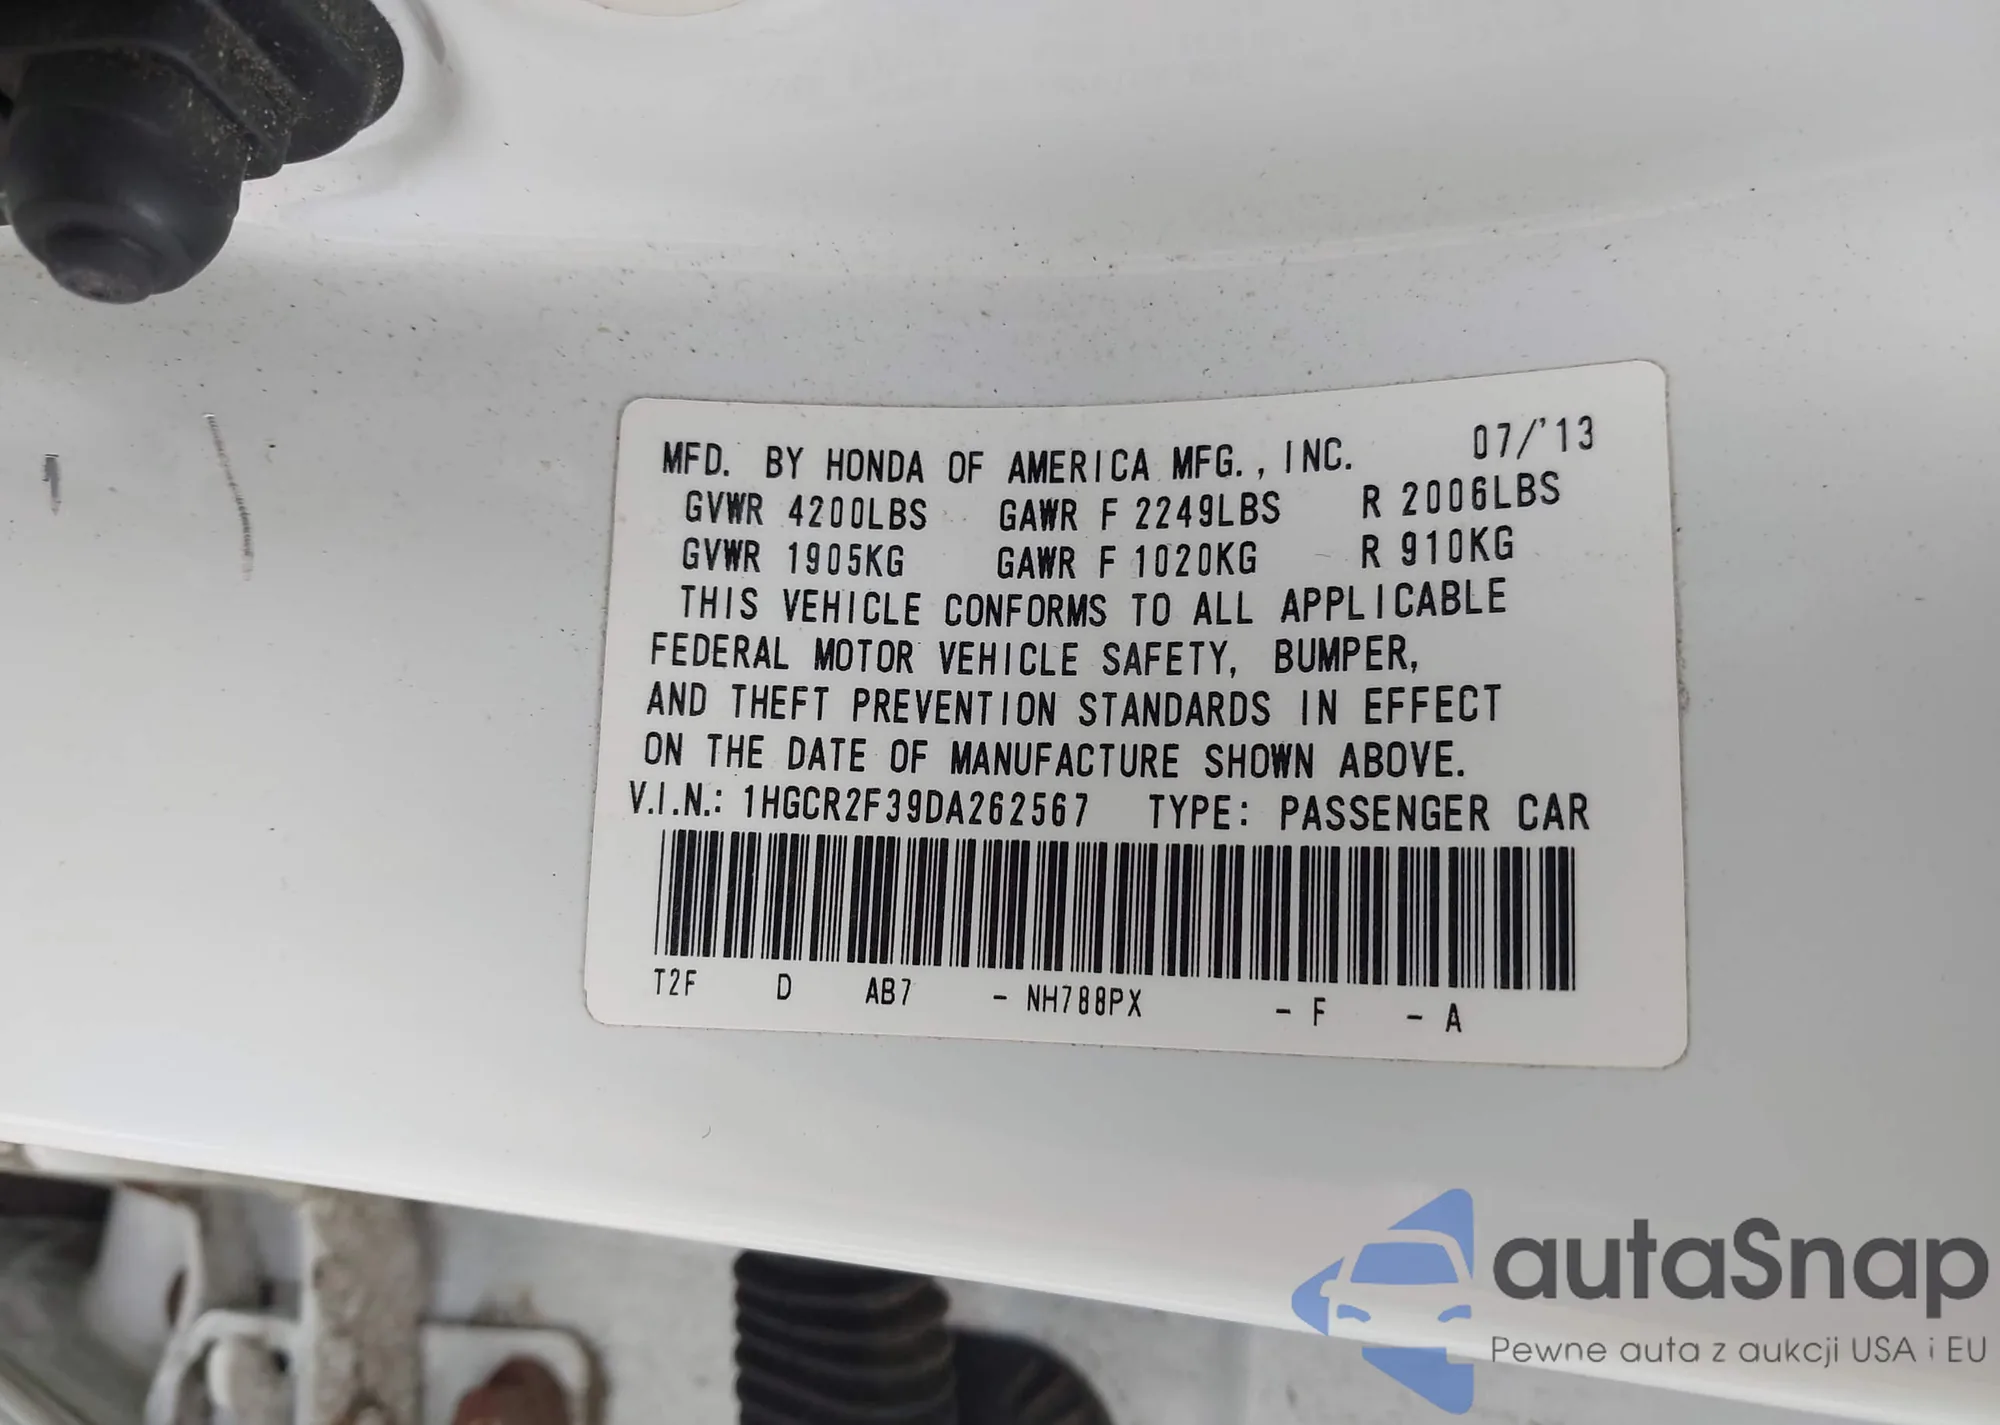 MFD. BY HONDA OF AMERICA MFG., INC. 07/'13
GVWR 4200LBS GAWR F 2249LBS R 2006LBS
GVWR 1905KG GAWR F 1020KG R 910KG
THIS VEHICLE CONFORMS TO ALL APPLICABLE
FEDERAL MOTOR VEHICLE SAFETY, BUMPER,
AND THEFT PREVENTION STANDARDS IN EFFECT
ON THE DATE OF MANUFACTURE SHOWN ABOVE.
V.I.N.: 1HGCR2F39DA262567 TYPE: PASSENGER CAR
T2F D AB7 - NH788PX - F - A
autaSnap
Pewne auta z aukcji USA i EU